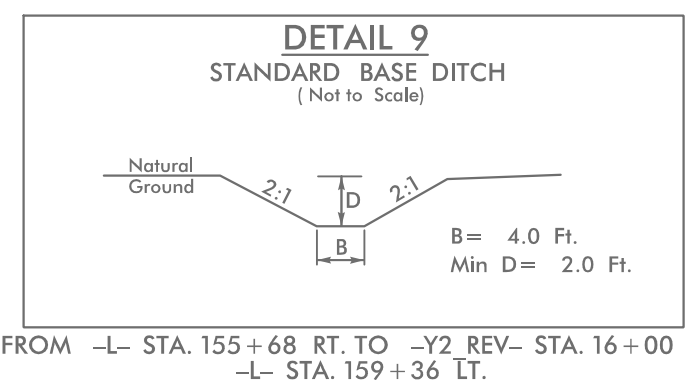 DETAIL 9
STANDARD BASE DITCH
( Not to Scale)
Natural
Ground
2:1
D
2:1
B
B= 4.0 Ft.
Min D= 2.0 Ft.
FROM -L- STA. 155+68 RT. TO -Y2_REV- STA. 16+00
-L- STA. 159+36 LT.